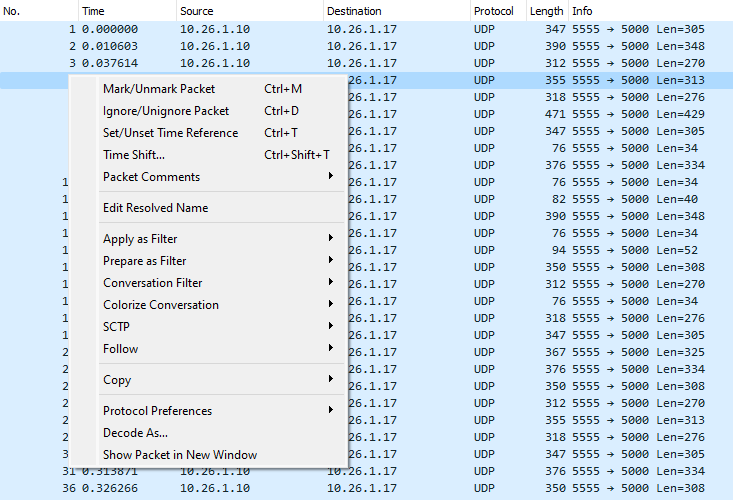 No. Time Source Destination Protocol Length Info
1 0.000000 10.26.1.10 10.26.1.17 UDP 347 5555 → 5000 Len=305
2 0.010603 10.26.1.10 10.26.1.17 UDP 390 5555 → 5000 Len=348
3 0.037614 10.26.1.10 10.26.1.17 UDP 312 5555 → 5000 Len=270
.26.1.17 UDP 355 5555 → 5000 Len=313
.26.1.17 UDP 318 5555 → 5000 Len=276
.26.1.17 UDP 471 5555 → 5000 Len=429
.26.1.17 UDP 347 5555 → 5000 Len=305
.26.1.17 UDP 76 5555 → 5000 Len=34
.26.1.17 UDP 376 5555 → 5000 Len=334
1 .26.1.17 UDP 76 5555 → 5000 Len=34
1 .26.1.17 UDP 82 5555 → 5000 Len=40
1 .26.1.17 UDP 390 5555 → 5000 Len=348
1 .26.1.17 UDP 76 5555 → 5000 Len=34
1 .26.1.17 UDP 94 5555 → 5000 Len=52
1 .26.1.17 UDP 350 5555 → 5000 Len=308
1 .26.1.17 UDP 312 5555 → 5000 Len=270
1 .26.1.17 UDP 76 5555 → 5000 Len=34
1 .26.1.17 UDP 318 5555 → 5000 Len=276
1 .26.1.17 UDP 347 5555 → 5000 Len=305
2 .26.1.17 UDP 367 5555 → 5000 Len=325
2 .26.1.17 UDP 376 5555 → 5000 Len=334
2 .26.1.17 UDP 350 5555 → 5000 Len=308
2 .26.1.17 UDP 312 5555 → 5000 Len=270
2 .26.1.17 UDP 355 5555 → 5000 Len=313
2 .26.1.17 UDP 318 5555 → 5000 Len=276
3 .26.1.17 UDP 347 5555 → 5000 Len=305
31 0.313871 10.26.1.10 10.26.1.17 UDP 376 5555 → 5000 Len=334
36 0.326266 10.26.1.10 10.26.1.17 UDP 350 5555 → 5000 Len=308
Mark/Unmark Packet Ctrl+M
Ignore/Unignore Packet Ctrl+D
Set/Unset Time Reference Ctrl+T
Time Shift... Ctrl+Shift+T
Packet Comments
Edit Resolved Name
Apply as Filter
Prepare as Filter
Conversation Filter
Colorize Conversation
SCTP
Follow
Copy
Protocol Preferences
Decode As...
Show Packet in New Window